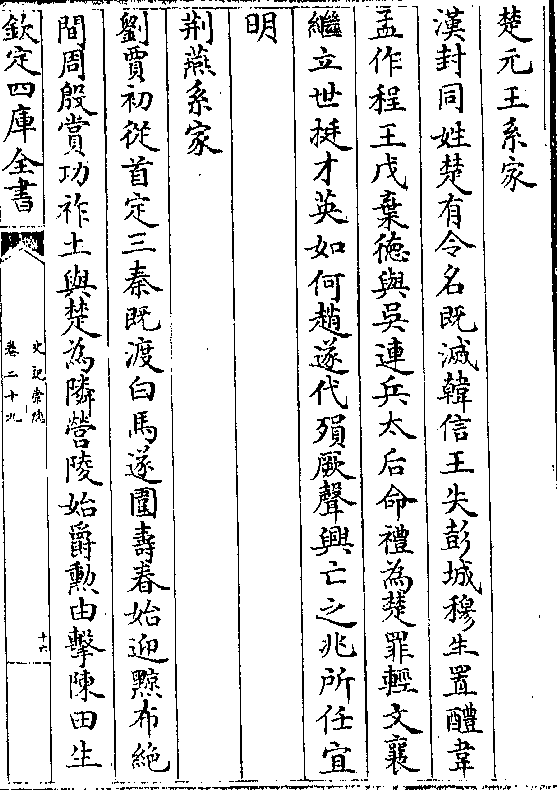 楚元王系家
漢封同姓楚有令名既滅韓信王失彭城穆生置醴韋
孟作程王戊棄徳與吳連兵太后命禮為楚罪輕文襄
繼立世挺才英如何趙遂代殞厥聲興亡之兆所任宜
明
荆燕系家
劉賈初從首定三秦既渡白馬遂圍壽春始迎黥布絶
間周殷賞功祚土與楚為隣營陵始爵勲由擊陳田生
欽定四庫全書
史記索隱
卷二十九
十六